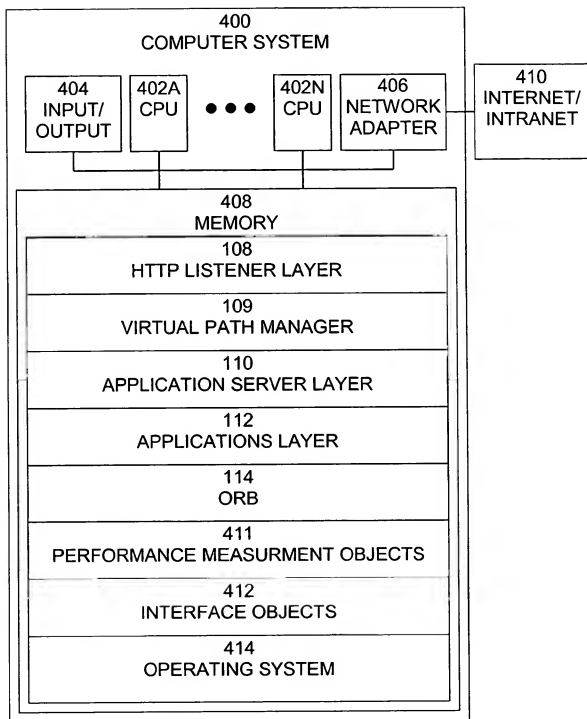 400
COMPUTER SYSTEM
404
INPUT/
OUTPUT
402A
CPU
402N
CPU
406
NETWORK
ADAPTER
410
INTERNET/
INTRANET
408
MEMORY
108
HTTP LISTENER LAYER
109
VIRTUAL PATH MANAGER
110
APPLICATION SERVER LAYER
112
APPLICATIONS LAYER
114
ORB
411
PERFORMANCE MEASURMENT OBJECTS
412
INTERFACE OBJECTS
414
OPERATING SYSTEM